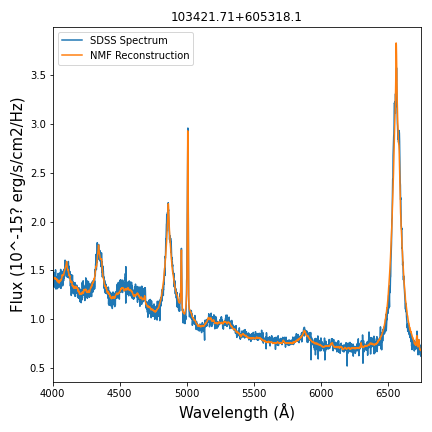 103421.71+605318.1
SDSS Spectrum
NMF Reconstruction
Flux (10^-15? erg/s/cm2/Hz)
3.5
3.0
2.5
2.0
1.5
1.0
0.5
4000 4500 5000 5500 6000 6500
Wavelength (Å)